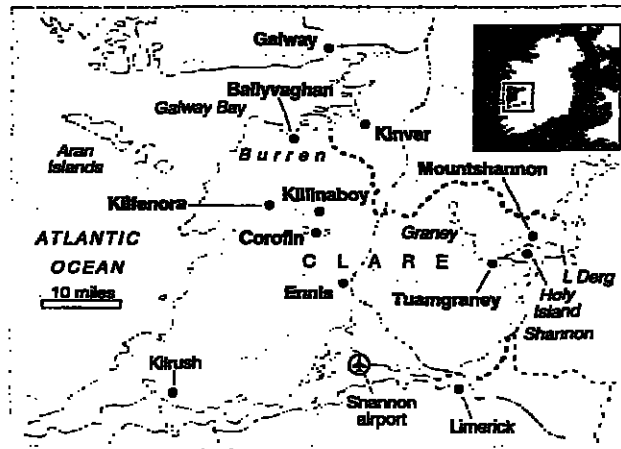 Galway
Ballyvaghan
Galway Bay
Kinvar
Aran
Islands
Burren
Mountshannon
Kilfenora
Killinaboy
Corofin
Graney
ATLANTIC
OCEAN
10 miles
CLARE
L Derg
Ennis
Tuamgraney
Holy
Island
Shannon
Kilrush
Shannon
airport
Limerick